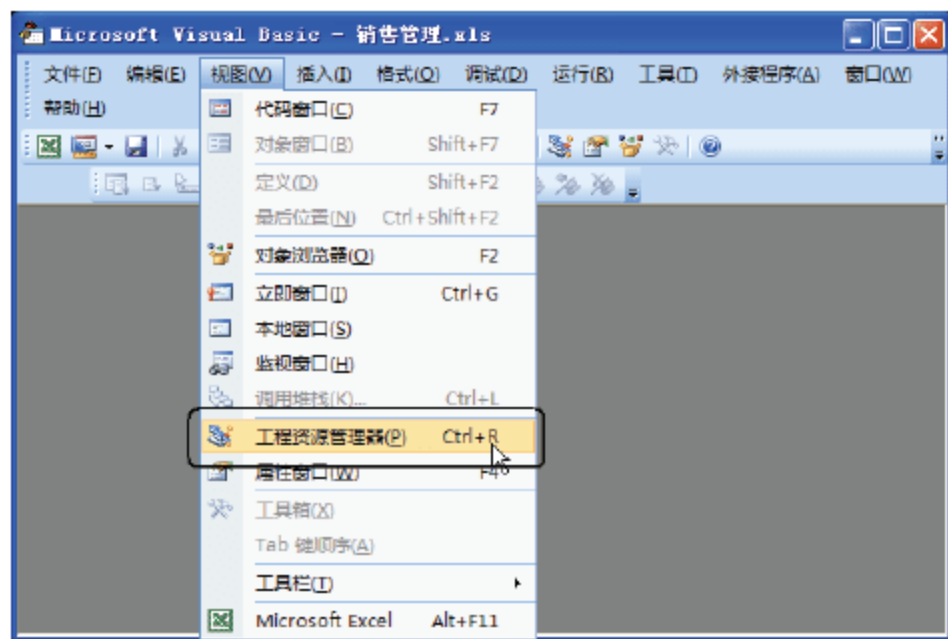 Microsoft Visual Basic - 销售管理.xls
文件(F) 编辑(E) 视图(V) 插入(I) 格式(O) 调试(D) 运行(R) 工具(T) 外接程序(A) 窗口(W)
帮助(H)
代码窗口(C) F7
对象窗口(B) Shift+F7
定义(D) Shift+F2
最后位置(N) Ctrl+Shift+F2
对象浏览器(O) F2
立即窗口(I) Ctrl+G
本地窗口(S)
监视窗口(H)
调用堆栈(K)... Ctrl+L
工程资源管理器(P) Ctrl+R
属性窗口(W) F4
工具箱(X)
Tab 键顺序(A)
工具栏(T)
Microsoft Excel Alt+F11